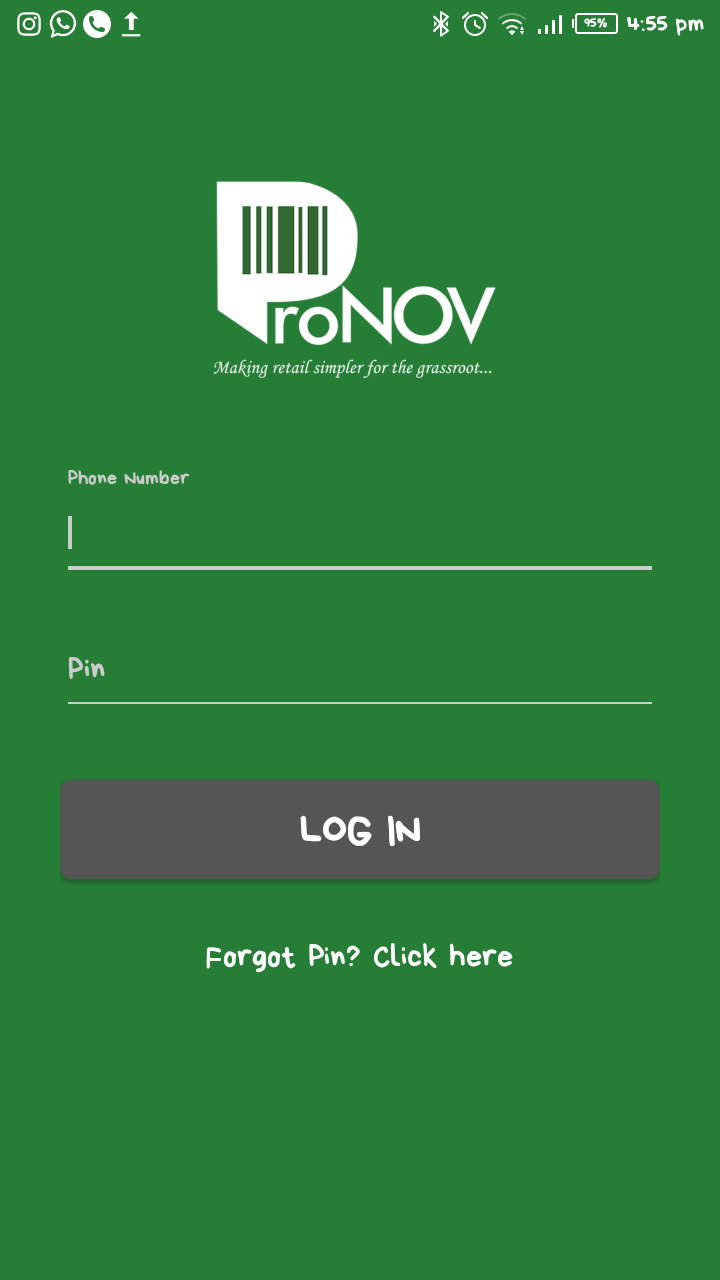 95% 4:55 pm
ProNOV
Making retail simpler for the grassroot...
Phone Number
Pin
LOG IN
Forgot Pin? Click here